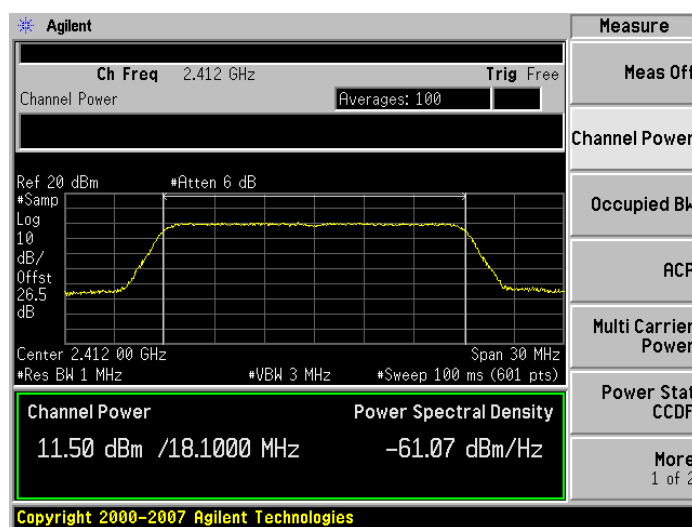 Agilent
Measure
Ch Freq 2.412 GHz Trig Free
Channel Power Averages: 100
Meas Off
Channel Power
Ref 20 dBm #Atten 6 dB
#Samp
Log
10
dB/
Offst
26.5
dB
Occupied BW
ACP
Multi Carrier
Power
Center 2.412 00 GHz Span 30 MHz
#Res BW 1 MHz #VBW 3 MHz #Sweep 100 ms (601 pts)
Power Stat
CCDF
Channel Power Power Spectral Density
11.50 dBm /18.1000 MHz -61.07 dBm/Hz
More
1 of 2
Copyright 2000-2007 Agilent Technologies